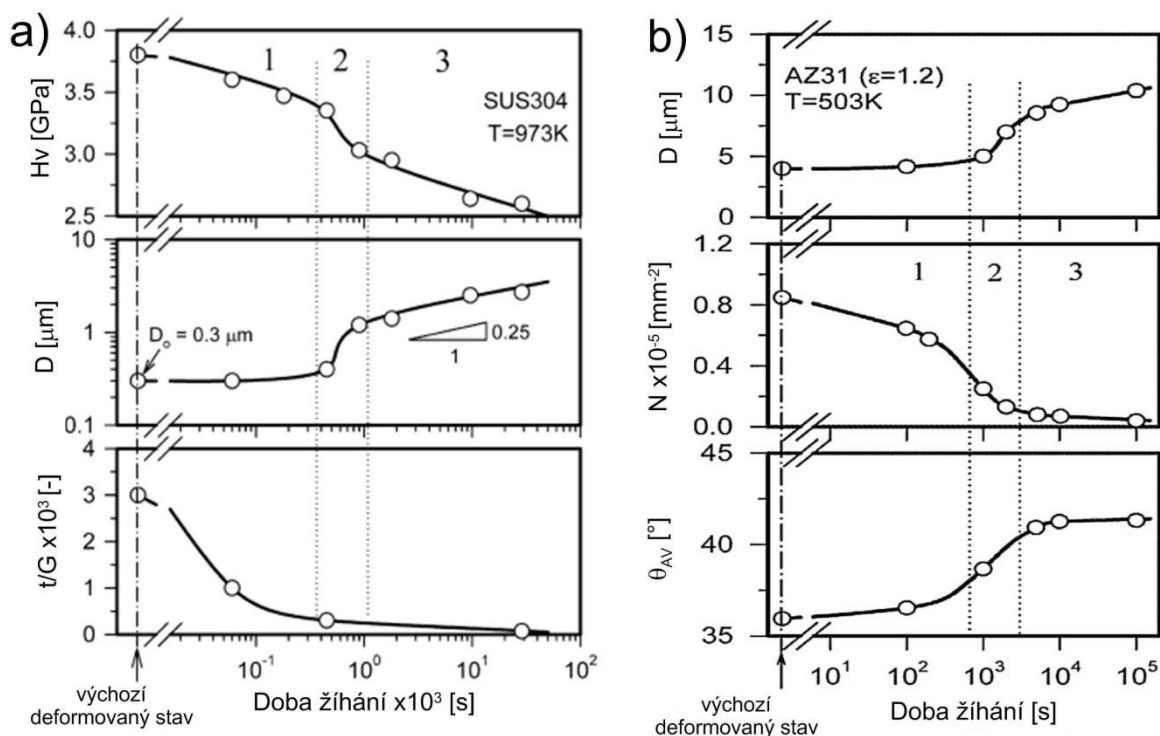 a)
Hv [GPa]
4.0
3.5
3.0
2.5
1 2 3
SUS304
T=973K
D [µm]
10
1
0.1
D₀ = 0.3 µm
0.25
1
t/G x10³ [-]
4
3
2
1
0
10⁻¹ 10⁰ 10¹ 10²
výchozí
deformovaný stav
Doba žíhání x10³ [s]
b)
D [µm]
15
10
5
0
AZ31 (ε=1.2)
T=503K
N x10⁻⁵ [mm⁻²]
1.2
0.8
0.4
0.0
1 2 3
θAV [°]
45
40
35
10¹ 10² 10³ 10⁴ 10⁵
výchozí
deformovaný stav
Doba žíhání [s]